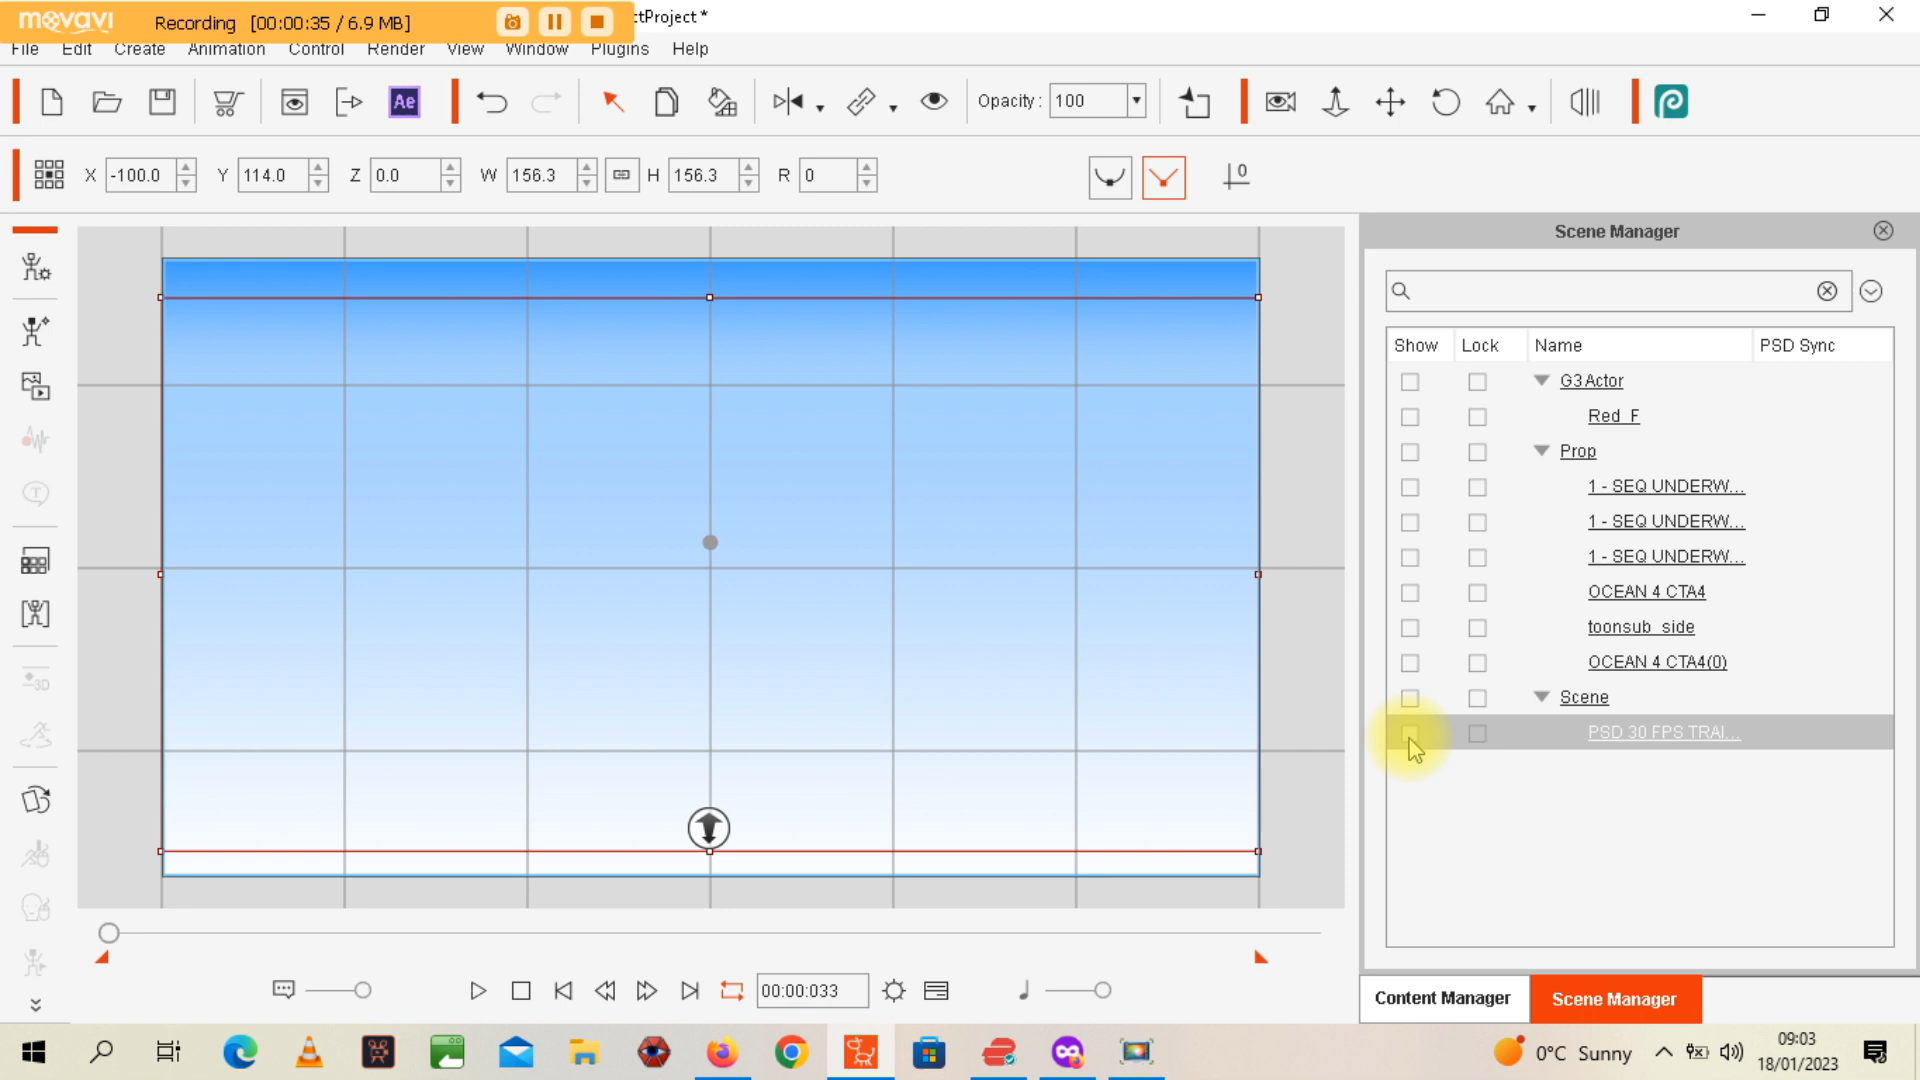 movavi
Recording [00:00:35 / 6.9 MB]
ctProject *
File Edit Create Animation Control Render View Window Plugins Help
Ae
Opacity : 100
X -100.0 Y 114.0 Z 0.0 W 156.3 H 156.3 R 0
0
Scene Manager
Show Lock Name PSD Sync
G3 Actor
Red_F
Prop
1 - SEQ UNDERW...
1 - SEQ UNDERW...
1 - SEQ UNDERW...
OCEAN 4 CTA4
toonsub_side
OCEAN 4 CTA4(0)
Scene
PSD 30 FPS TRAI...
T
3D
00:00:033
Content Manager Scene Manager
0°C Sunny
09:03
18/01/2023